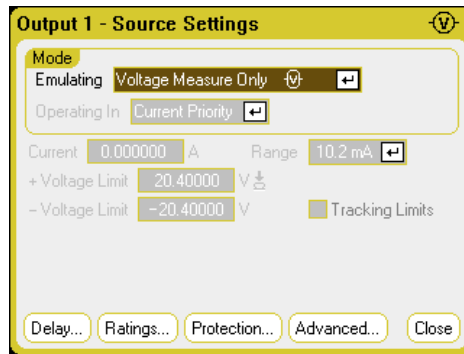 Output 1 - Source Settings V
Mode
Emulating Voltage Measure Only V
Operating In Current Priority
Current 0.000000 A Range 10.2 mA
+ Voltage Limit 20.40000 V
− Voltage Limit −20.40000 V Tracking Limits
Delay... Ratings... Protection... Advanced... Close